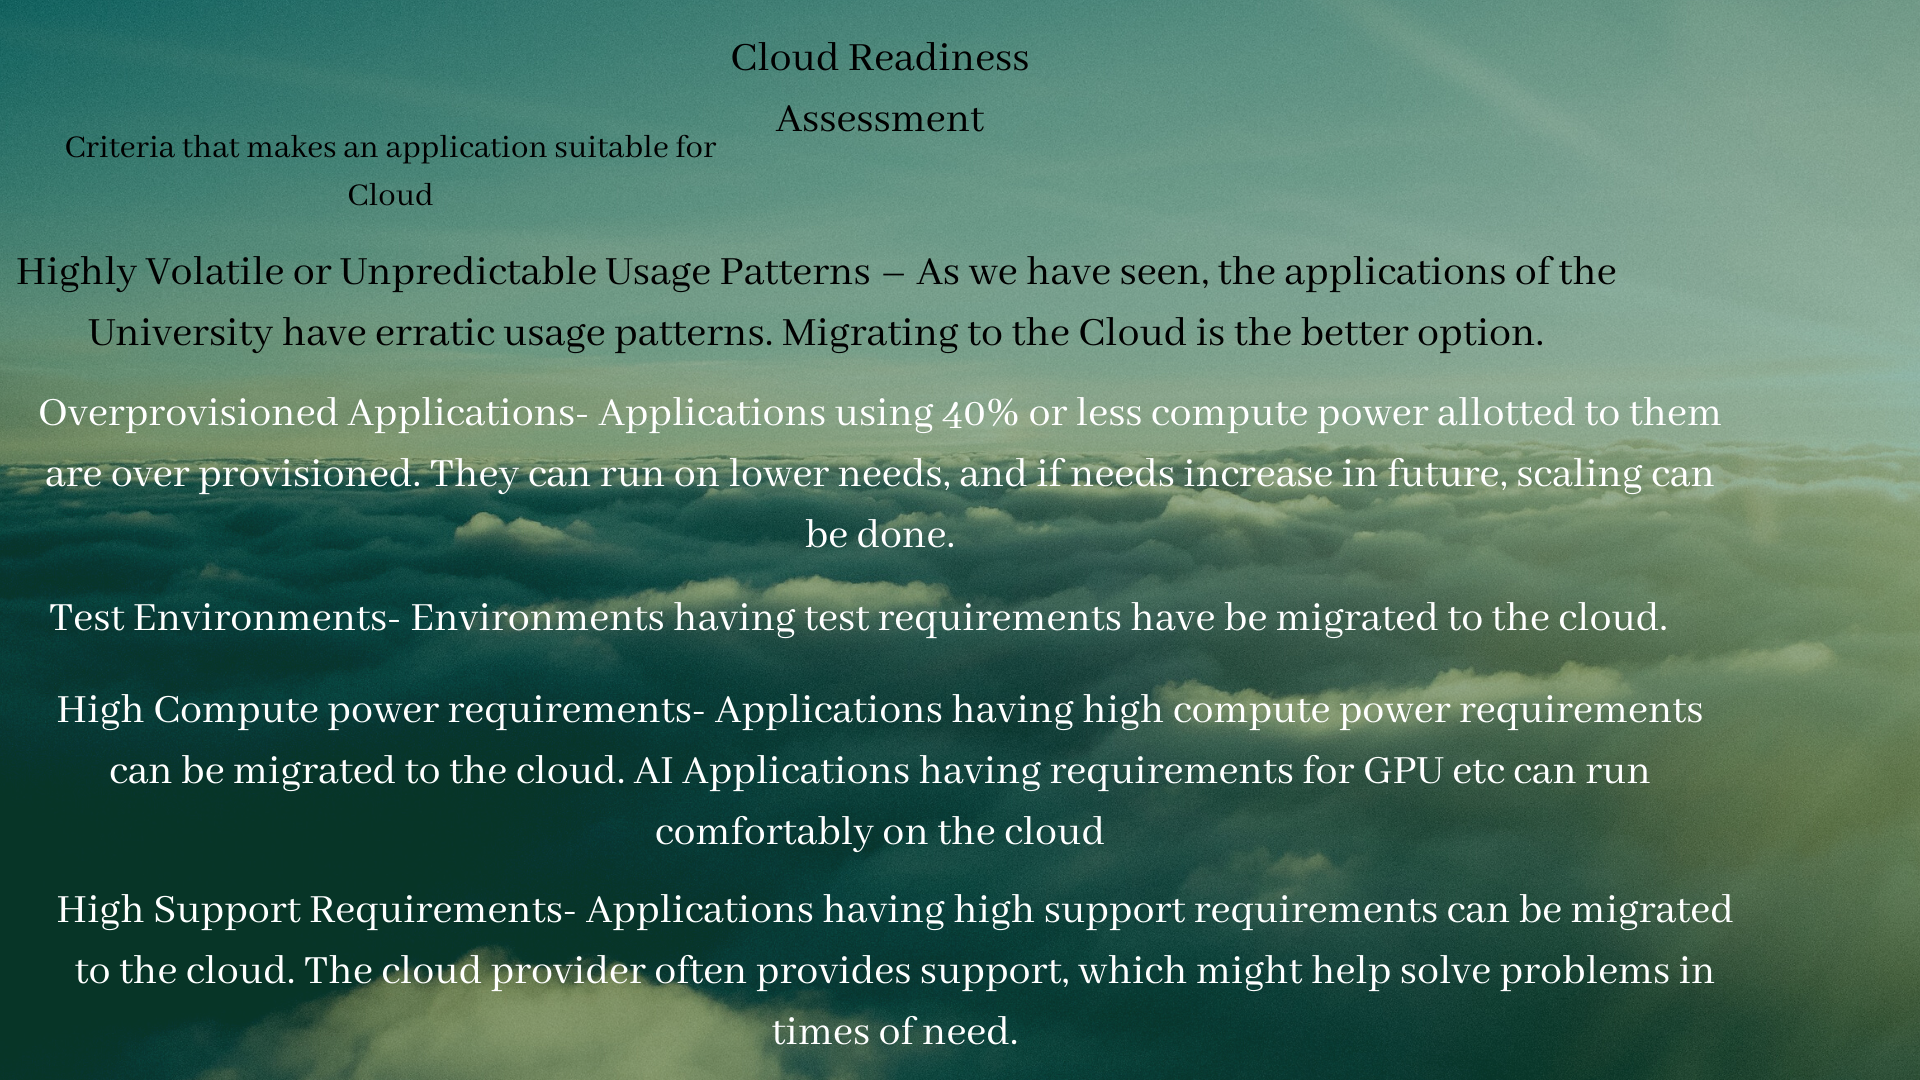 Cloud Readiness
Assessment
Criteria that makes an application suitable for
Cloud
Highly Volatile or Unpredictable Usage Patterns – As we have seen, the applications of the
University have erratic usage patterns. Migrating to the Cloud is the better option.
Overprovisioned Applications- Applications using 40% or less compute power allotted to them
are over provisioned. They can run on lower needs, and if needs increase in future, scaling can
be done.
Test Environments- Environments having test requirements have be migrated to the cloud.
High Compute power requirements- Applications having high compute power requirements
can be migrated to the cloud. AI Applications having requirements for GPU etc can run
comfortably on the cloud
High Support Requirements- Applications having high support requirements can be migrated
to the cloud. The cloud provider often provides support, which might help solve problems in
times of need.